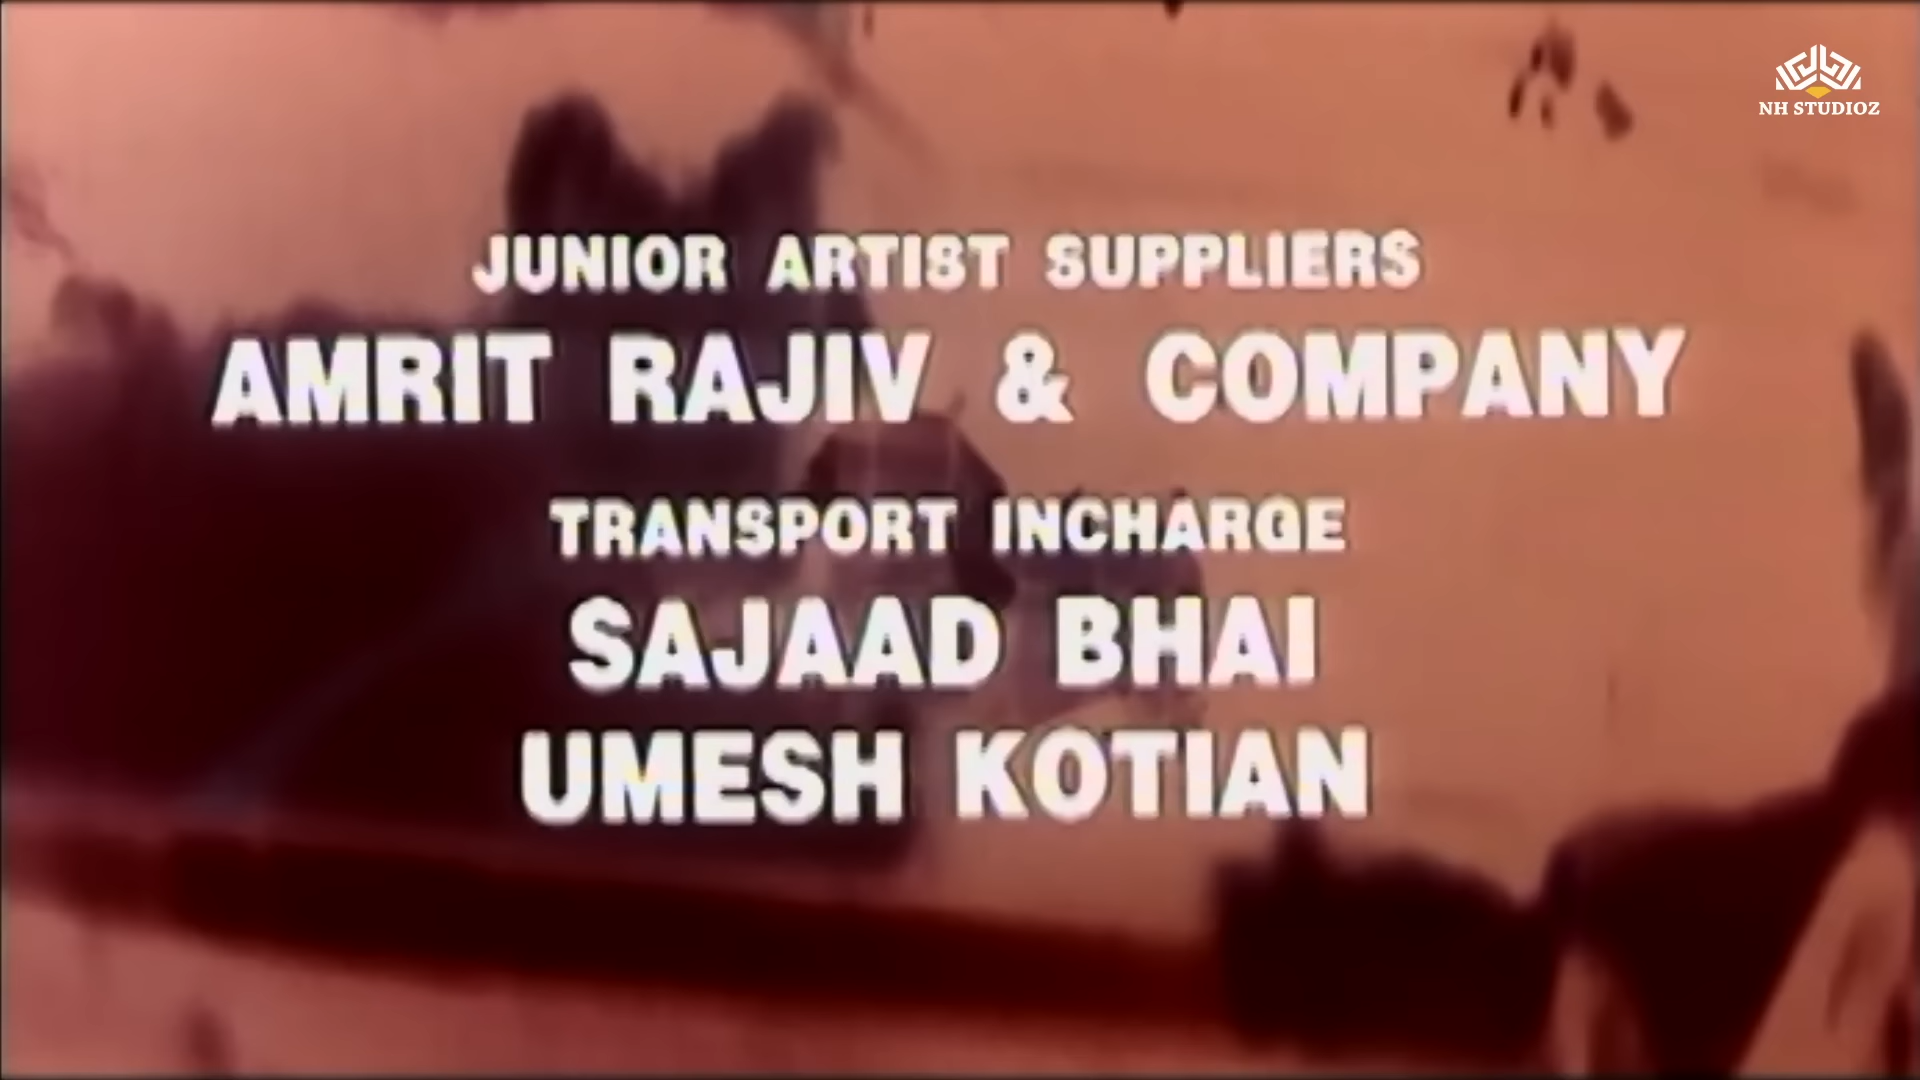 NH STUDIOZ
JUNIOR ARTIST SUPPLIERS
AMRIT RAJIV & COMPANY
TRANSPORT INCHARGE
SAJAAD BHAI
UMESH KOTIAN